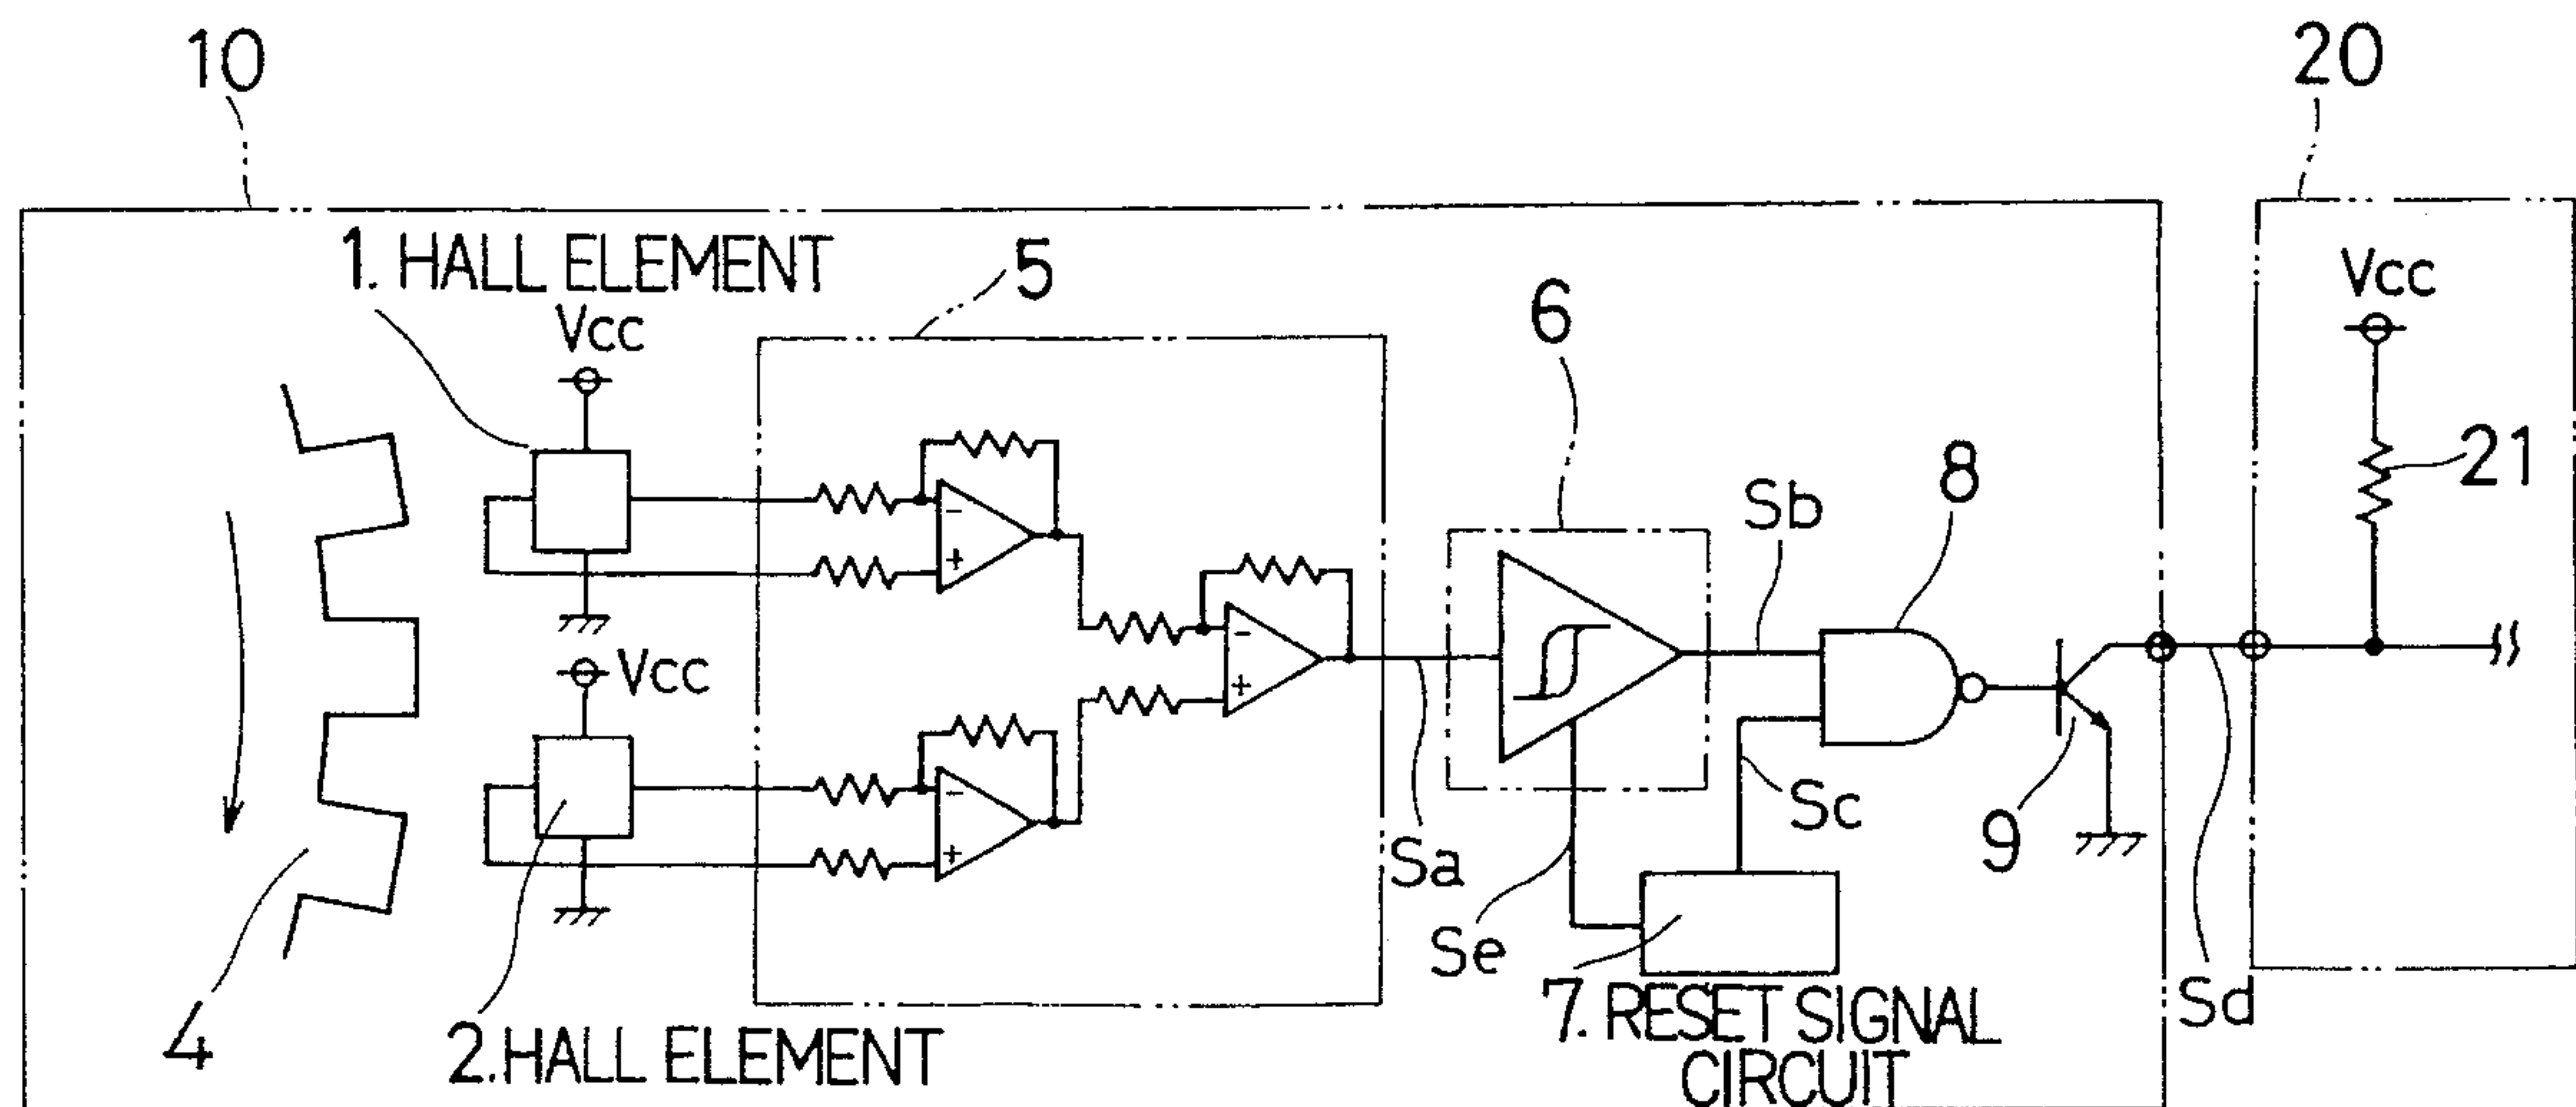 10
20
1. HALL ELEMENT
5
Vcc
6
Vcc
21
8
Sb
-
+
-
+
Vcc
-
+
Sc
9
Sa
Se
Sd
4
2. HALL ELEMENT
7. RESET SIGNAL
CIRCUIT